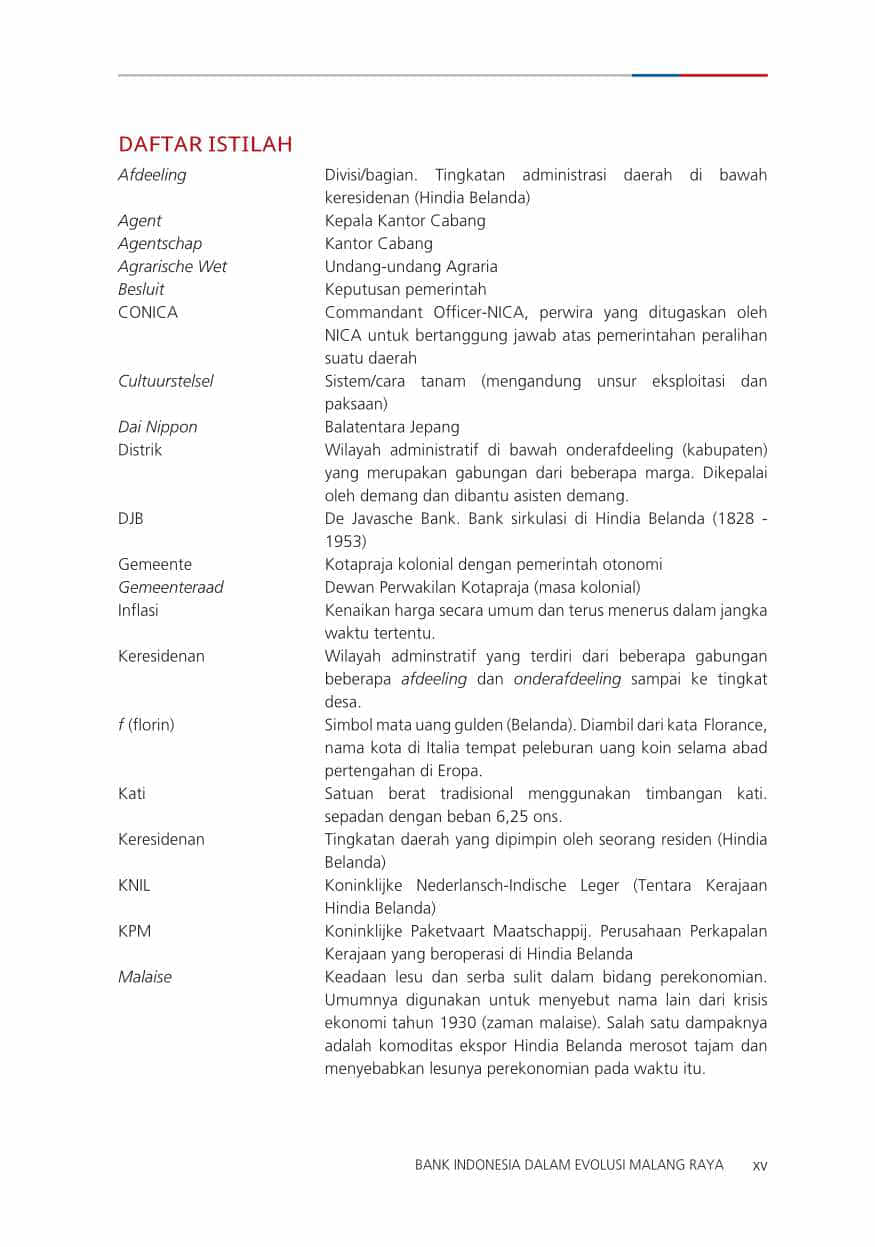 DAFTAR ISTILAH
Afdeeling Divisi/bagian. Tingkatan administrasi daerah di bawah
keresidenan (Hindia Belanda)
Agent Kepala Kantor Cabang
Agentschap Kantor Cabang
Agrarische Wet Undang-undang Agraria
Besluit Keputusan pemerintah
CONICA Commandant Officer-NICA, perwira yang ditugaskan oleh
NICA untuk bertanggung jawab atas pemerintahan peralihan
suatu daerah
Cultuurstelsel Sistem/cara tanam (mengandung unsur eksploitasi dan
paksaan)
Dai Nippon Balatentara Jepang
Distrik Wilayah administratif di bawah onderafdeeling (kabupaten)
yang merupakan gabungan dari beberapa marga. Dikepalai
oleh demang dan dibantu asisten demang.
DJB De Javasche Bank. Bank sirkulasi di Hindia Belanda (1828 -
1953)
Gemeente Kotapraja kolonial dengan pemerintah otonomi
Gemeenteraad Dewan Perwakilan Kotapraja (masa kolonial)
Inflasi Kenaikan harga secara umum dan terus menerus dalam jangka
waktu tertentu.
Keresidenan Wilayah adminstratif yang terdiri dari beberapa gabungan
beberapa afdeeling dan onderafdeeling sampai ke tingkat
desa.
f (florin) Simbol mata uang gulden (Belanda). Diambil dari kata Florance,
nama kota di Italia tempat peleburan uang koin selama abad
pertengahan di Eropa.
Kati Satuan berat tradisional menggunakan timbangan kati.
sepadan dengan beban 6,25 ons.
Keresidenan Tingkatan daerah yang dipimpin oleh seorang residen (Hindia
Belanda)
KNIL Koninklijke Nederlansch-Indische Leger (Tentara Kerajaan
Hindia Belanda)
KPM Koninklijke Paketvaart Maatschappij. Perusahaan Perkapalan
Kerajaan yang beroperasi di Hindia Belanda
Malaise Keadaan lesu dan serba sulit dalam bidang perekonomian.
Umumnya digunakan untuk menyebut nama lain dari krisis
ekonomi tahun 1930 (zaman malaise). Salah satu dampaknya
adalah komoditas ekspor Hindia Belanda merosot tajam dan
menyebabkan lesunya perekonomian pada waktu itu.
BANK INDONESIA DALAM EVOLUSI MALANG RAYA xv